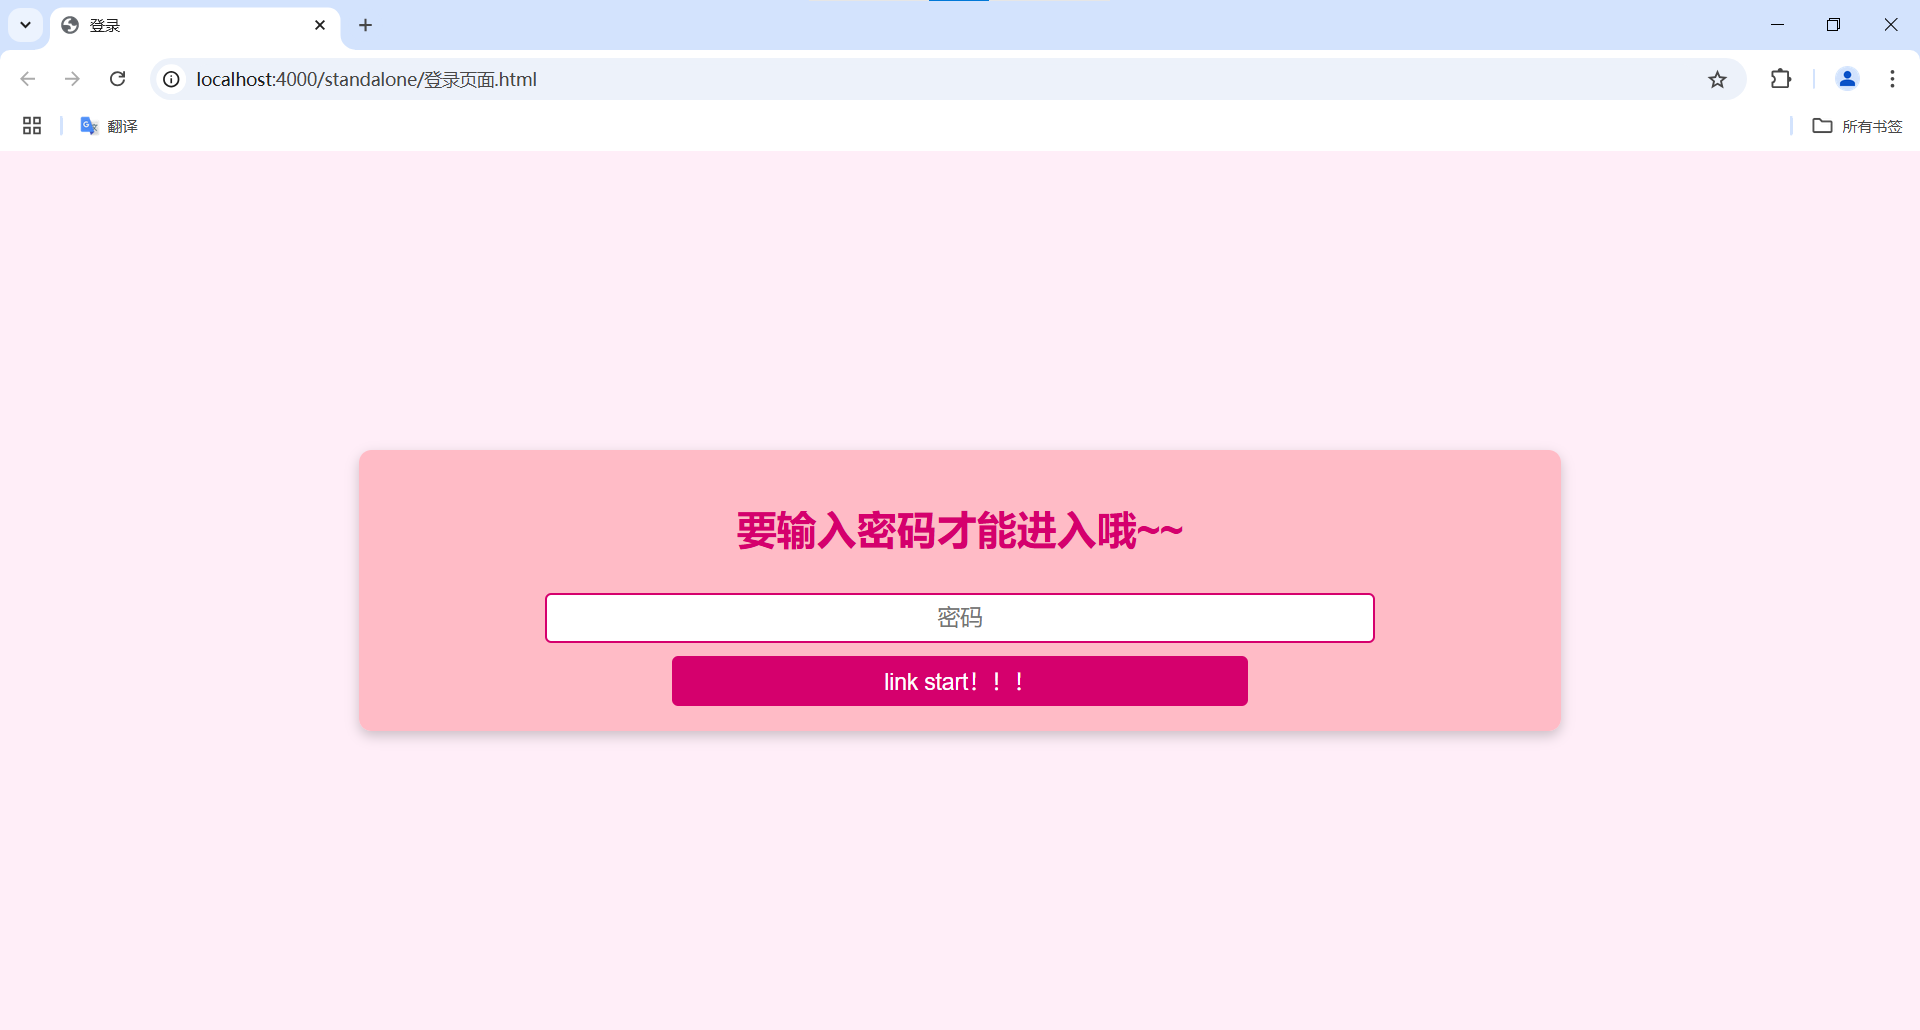 登录
localhost:4000/standalone/登录页面.html
翻译
所有书签
要输入密码才能进入哦~~
密码
link start！！！